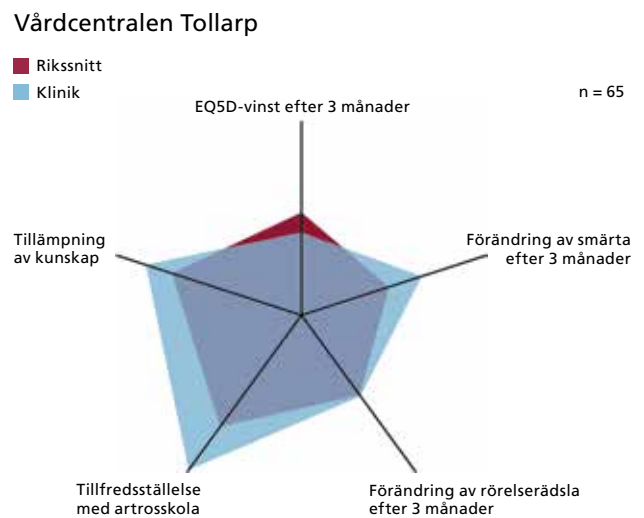 Vårdcentralen Tollarp
Rikssnitt
Klinik
n = 65
EQ5D-vinst efter 3 månader
Tillämpning
av kunskap
Förändring av smärta
efter 3 månader
Tillfredsställelse
med artrosskola
Förändring av rörelserädsla
efter 3 månader